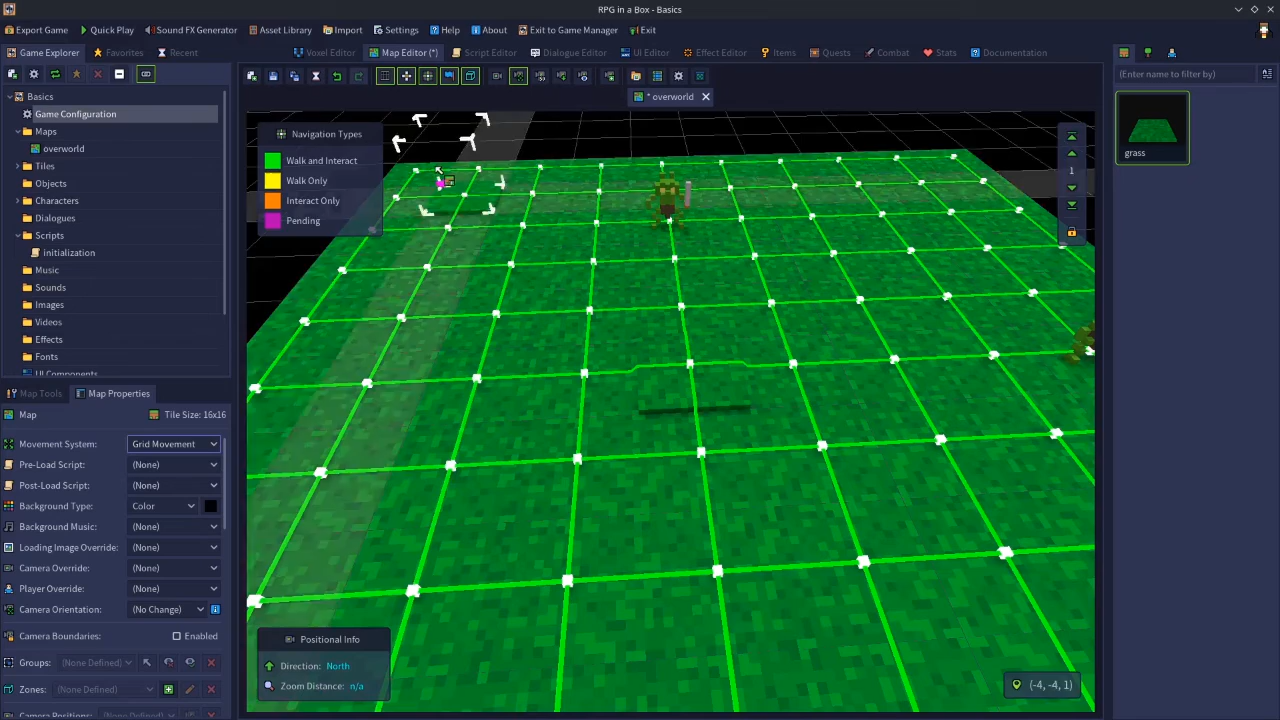 RPG in a Box - Basics
Export Game Quick Play Sound FX Generator Asset Library Import Settings Help About Exit to Game Manager Exit
Game Explorer Favorites Recent Voxel Editor Map Editor (*) Script Editor Dialogue Editor UI Editor Effect Editor Items Quests Combat Stats Documentation
(Enter name to filter by)
* overworld
Basics
Game Configuration
Maps
overworld
Tiles
Objects
Characters
Dialogues
Scripts
initialization
Music
Sounds
Images
Videos
Effects
Fonts
UI Components
Navigation Types
Walk and Interact
Walk Only
Interact Only
Pending
1
grass
Map Tools Map Properties
Map Tile Size: 16x16
Movement System: Grid Movement
Pre-Load Script: (None)
Post-Load Script: (None)
Background Type: Color
Background Music: (None)
Loading Image Override: (None)
Camera Override: (None)
Player Override: (None)
Camera Orientation: (No Change)
Camera Boundaries: Enabled
Groups: (None Defined)
Zones: (None Defined)
Camera Positions: (None Defined)
Positional Info
Direction: North
Zoom Distance: n/a
(-4, -4, 1)